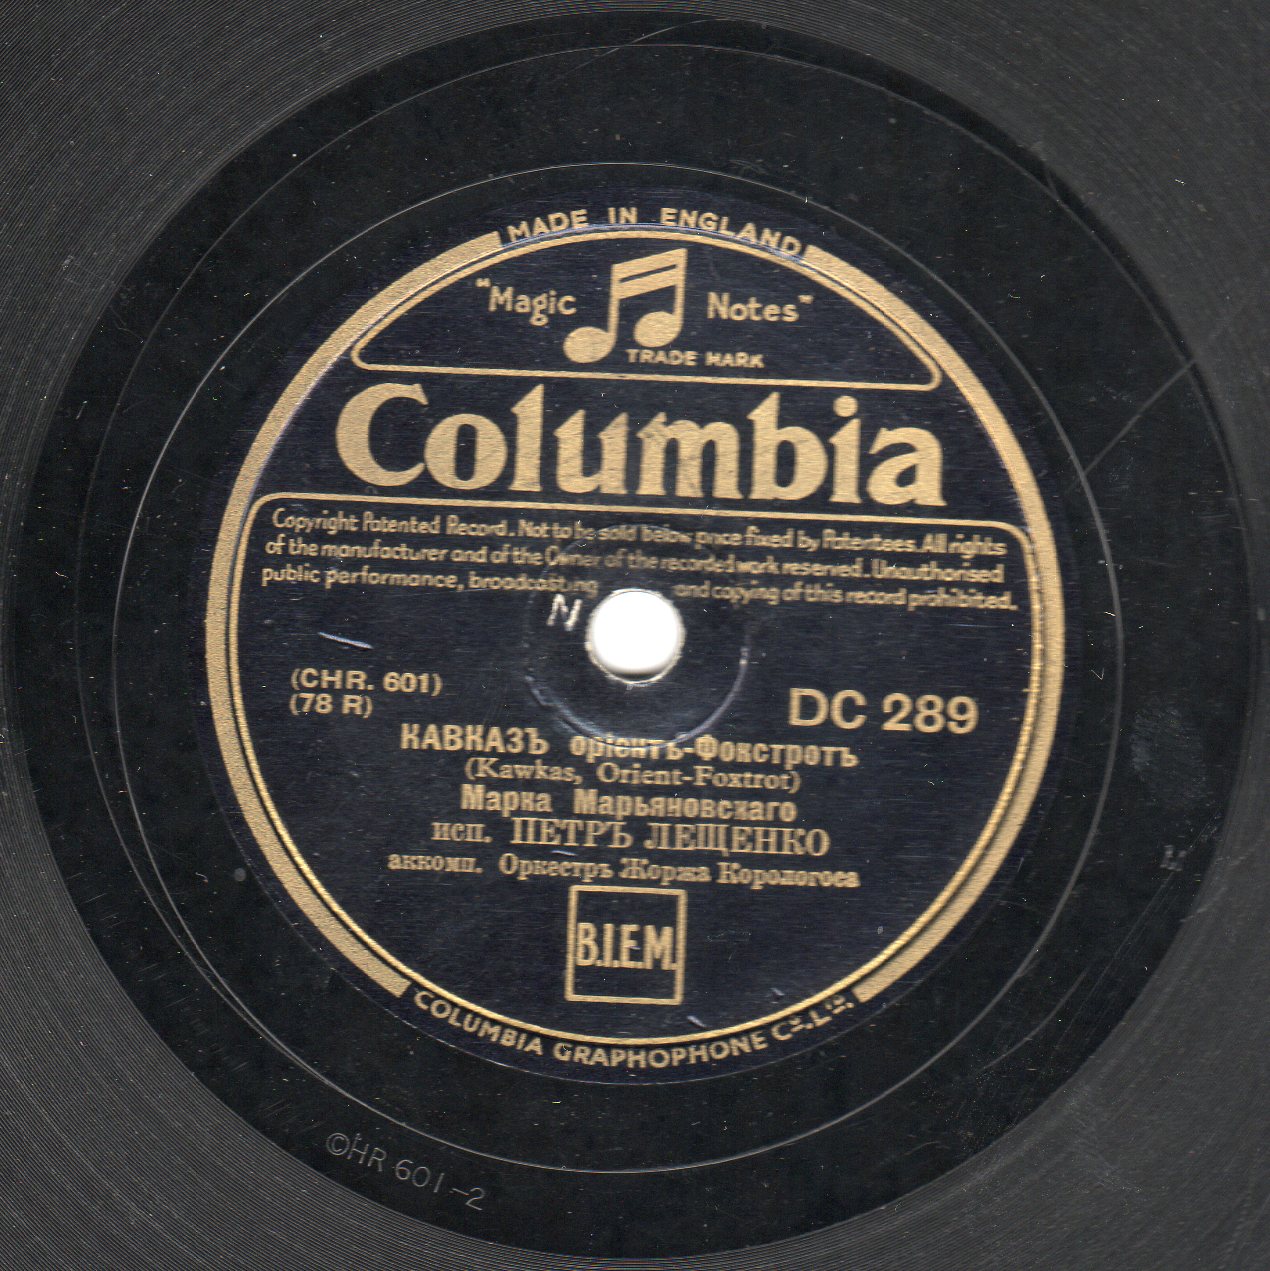 MADE IN ENGLAND
"Magic Notes"
TRADE MARK
Columbia
Copyright Patented Record. Not to be sold below price fixed by Patentees. All rights
of the manufacturer and of the Owner of the recorded work reserved. Unauthorised
public performance, broadcasting and copying of this record prohibited.
N
(CHR. 601)
(78 R)
DC 289
КАВКАЗЪ оріентъ-Фокстротъ
(Kawkas, Orient-Foxtrot)
Марка Марьяновскаго
исп. ПЕТРЪ ЛЕЩЕНКО
аккомп. Оркестръ Жоржа Корологоса
B.I.E.M.
COLUMBIA GRAPHOPHONE Co. LTD.
CHR 601-2